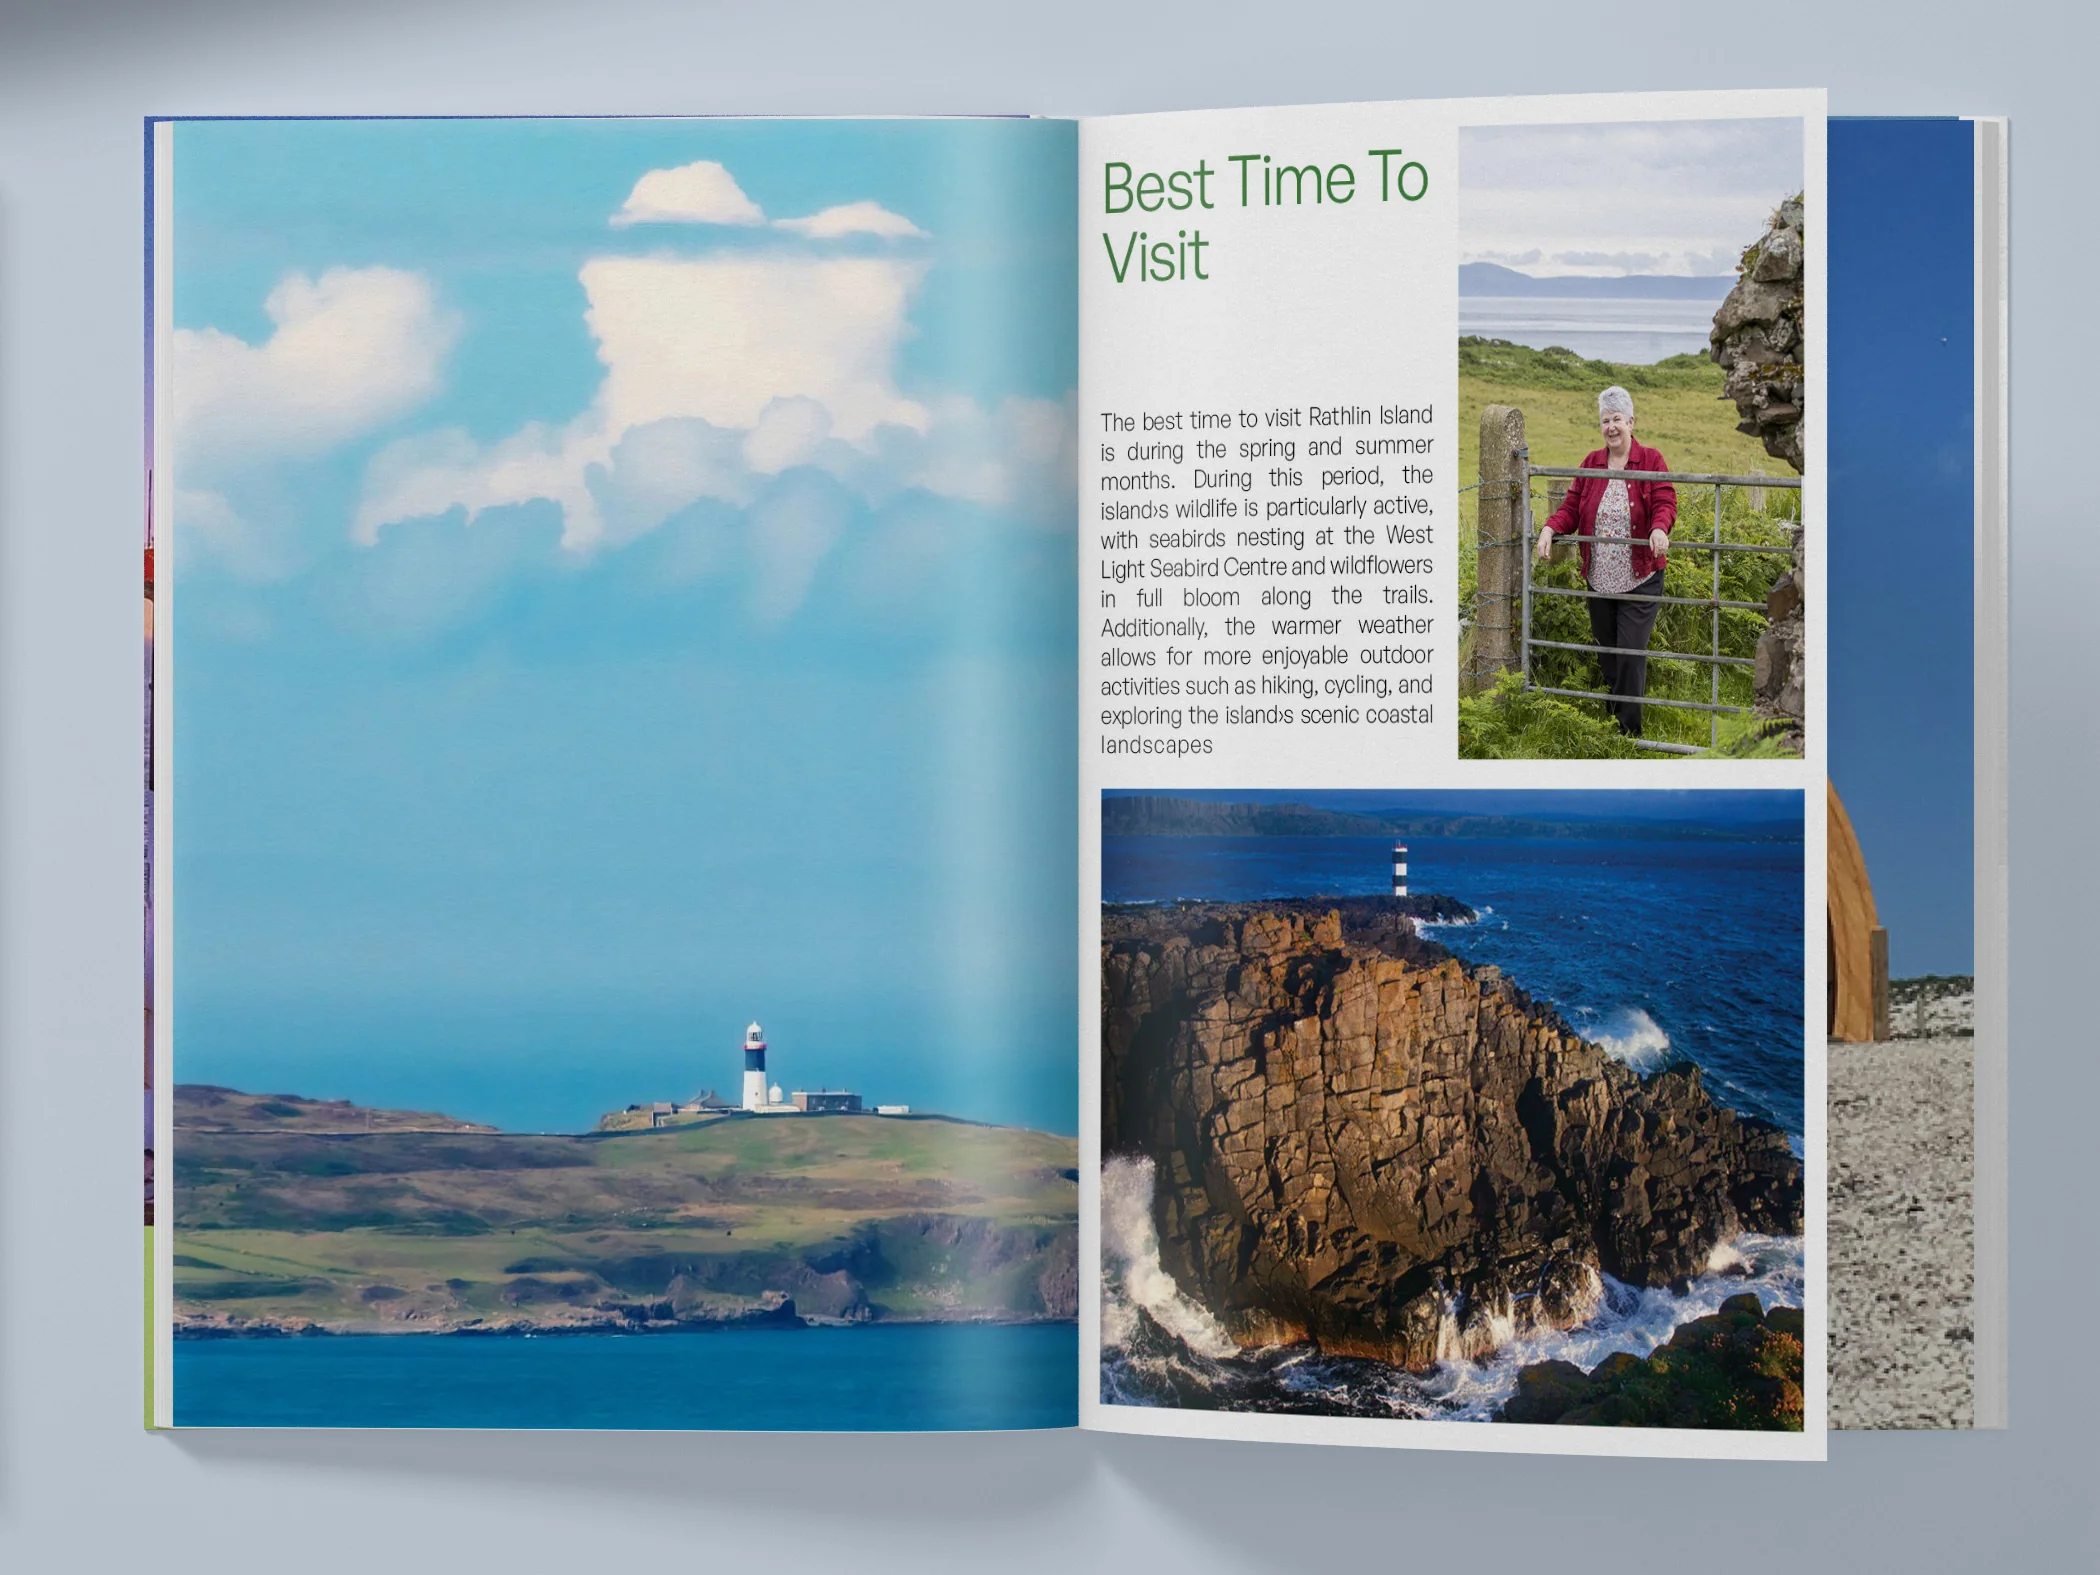 Best Time To
Visit
The best time to visit Rathlin Island
is during the spring and summer
months. During this period, the
island›s wildlife is particularly active,
with seabirds nesting at the West
Light Seabird Centre and wildflowers
in full bloom along the trails.
Additionally, the warmer weather
allows for more enjoyable outdoor
activities such as hiking, cycling, and
exploring the island›s scenic coastal
landscapes